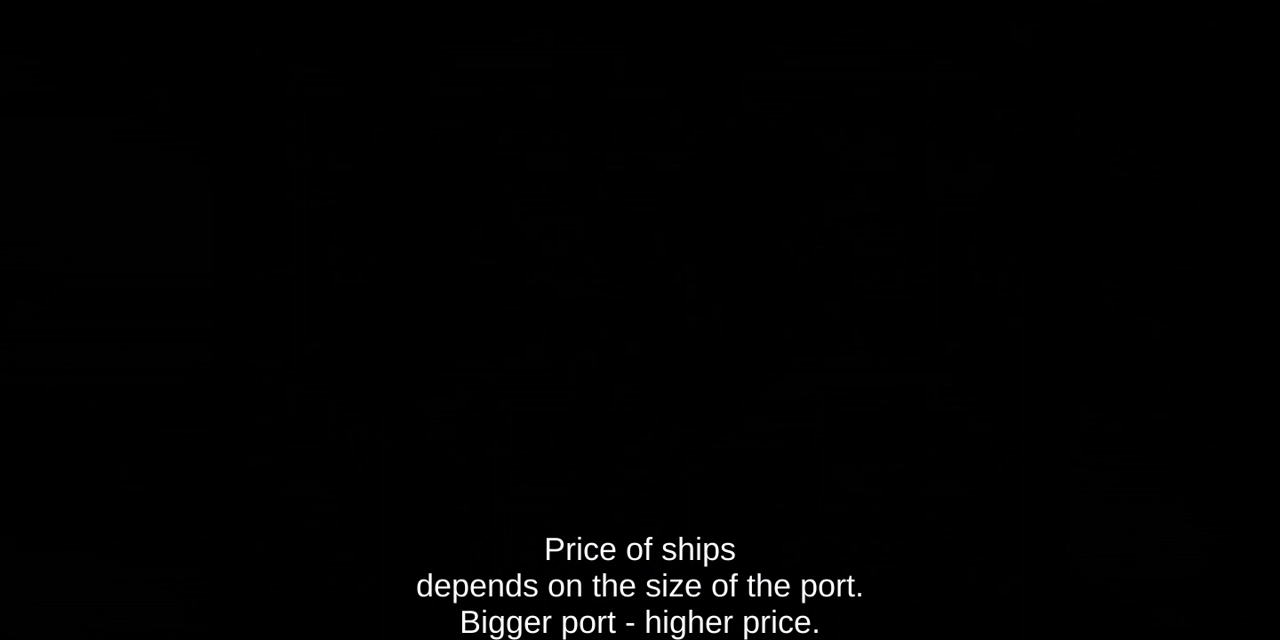 Price of ships
depends on the size of the port.
Bigger port - higher price.